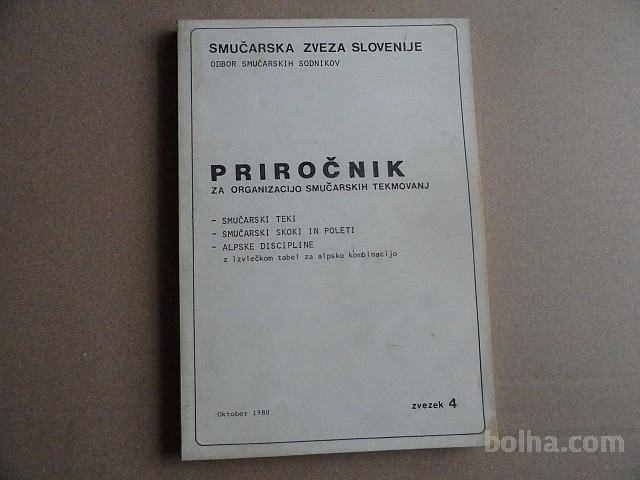 SMUČARSKA ZVEZA SLOVENIJE
ODBOR SMUČARSKIH SODNIKOV
PRIROČNIK
ZA ORGANIZACIJO SMUČARSKIH TEKMOVANJ
- SMUČARSKI TEKI
- SMUČARSKI SKOKI IN POLETI
- ALPSKE DISCIPLINE
z izvlečkom tabel za alpsko kombinacijo
Oktober 1980
zvezek 4
bolha.com